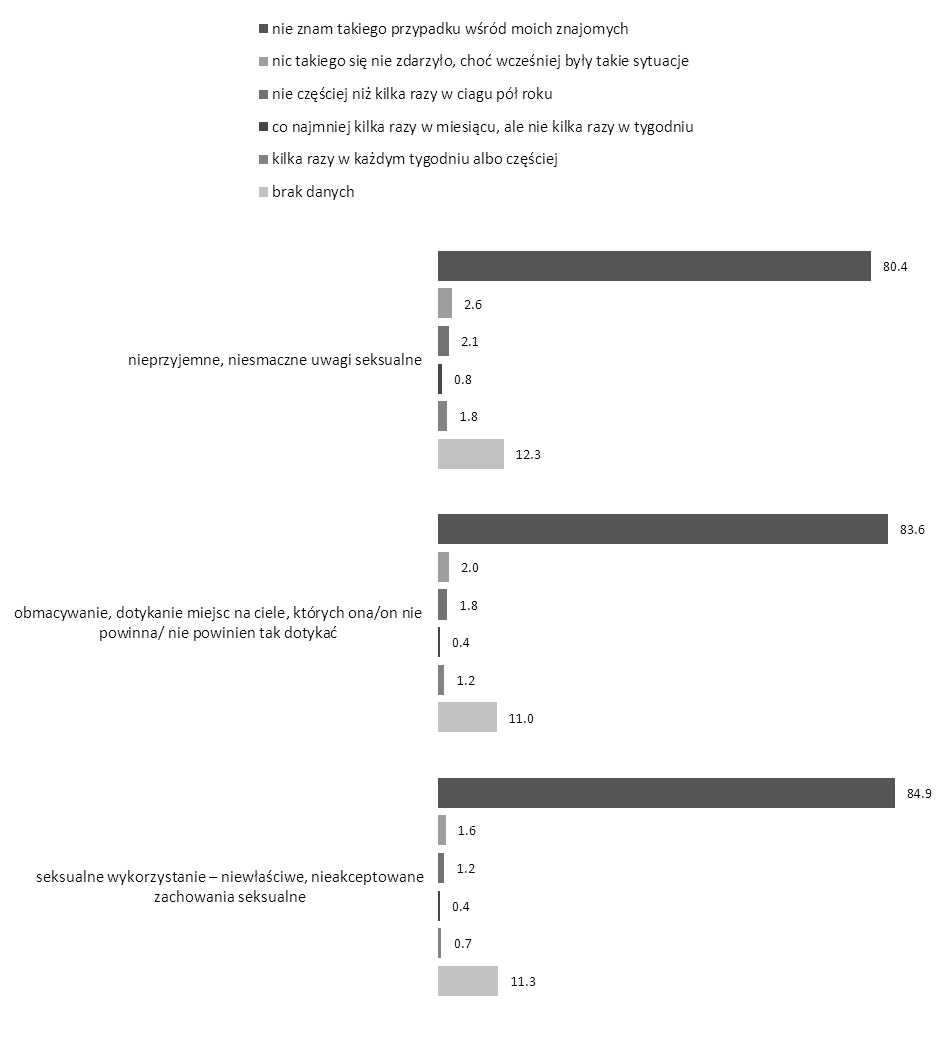 nie znam takiego przypadku wśród moich znajomych
nic takiego się nie zdarzyło, choć wcześniej były takie sytuacje
nie częściej niż kilka razy w ciagu pół roku
co najmniej kilka razy w miesiącu, ale nie kilka razy w tygodniu
kilka razy w każdym tygodniu albo częściej
brak danych
80.4
2.6
2.1
nieprzyjemne, niesmaczne uwagi seksualne
0.8
1.8
12.3
83.6
2.0
1.8
obmacywanie, dotykanie miejsc na ciele, których ona/on nie
powinna/ nie powinien tak dotykać
0.4
1.2
11.0
84.9
1.6
1.2
seksualne wykorzystanie – niewłaściwe, nieakceptowane
zachowania seksualne
0.4
0.7
11.3